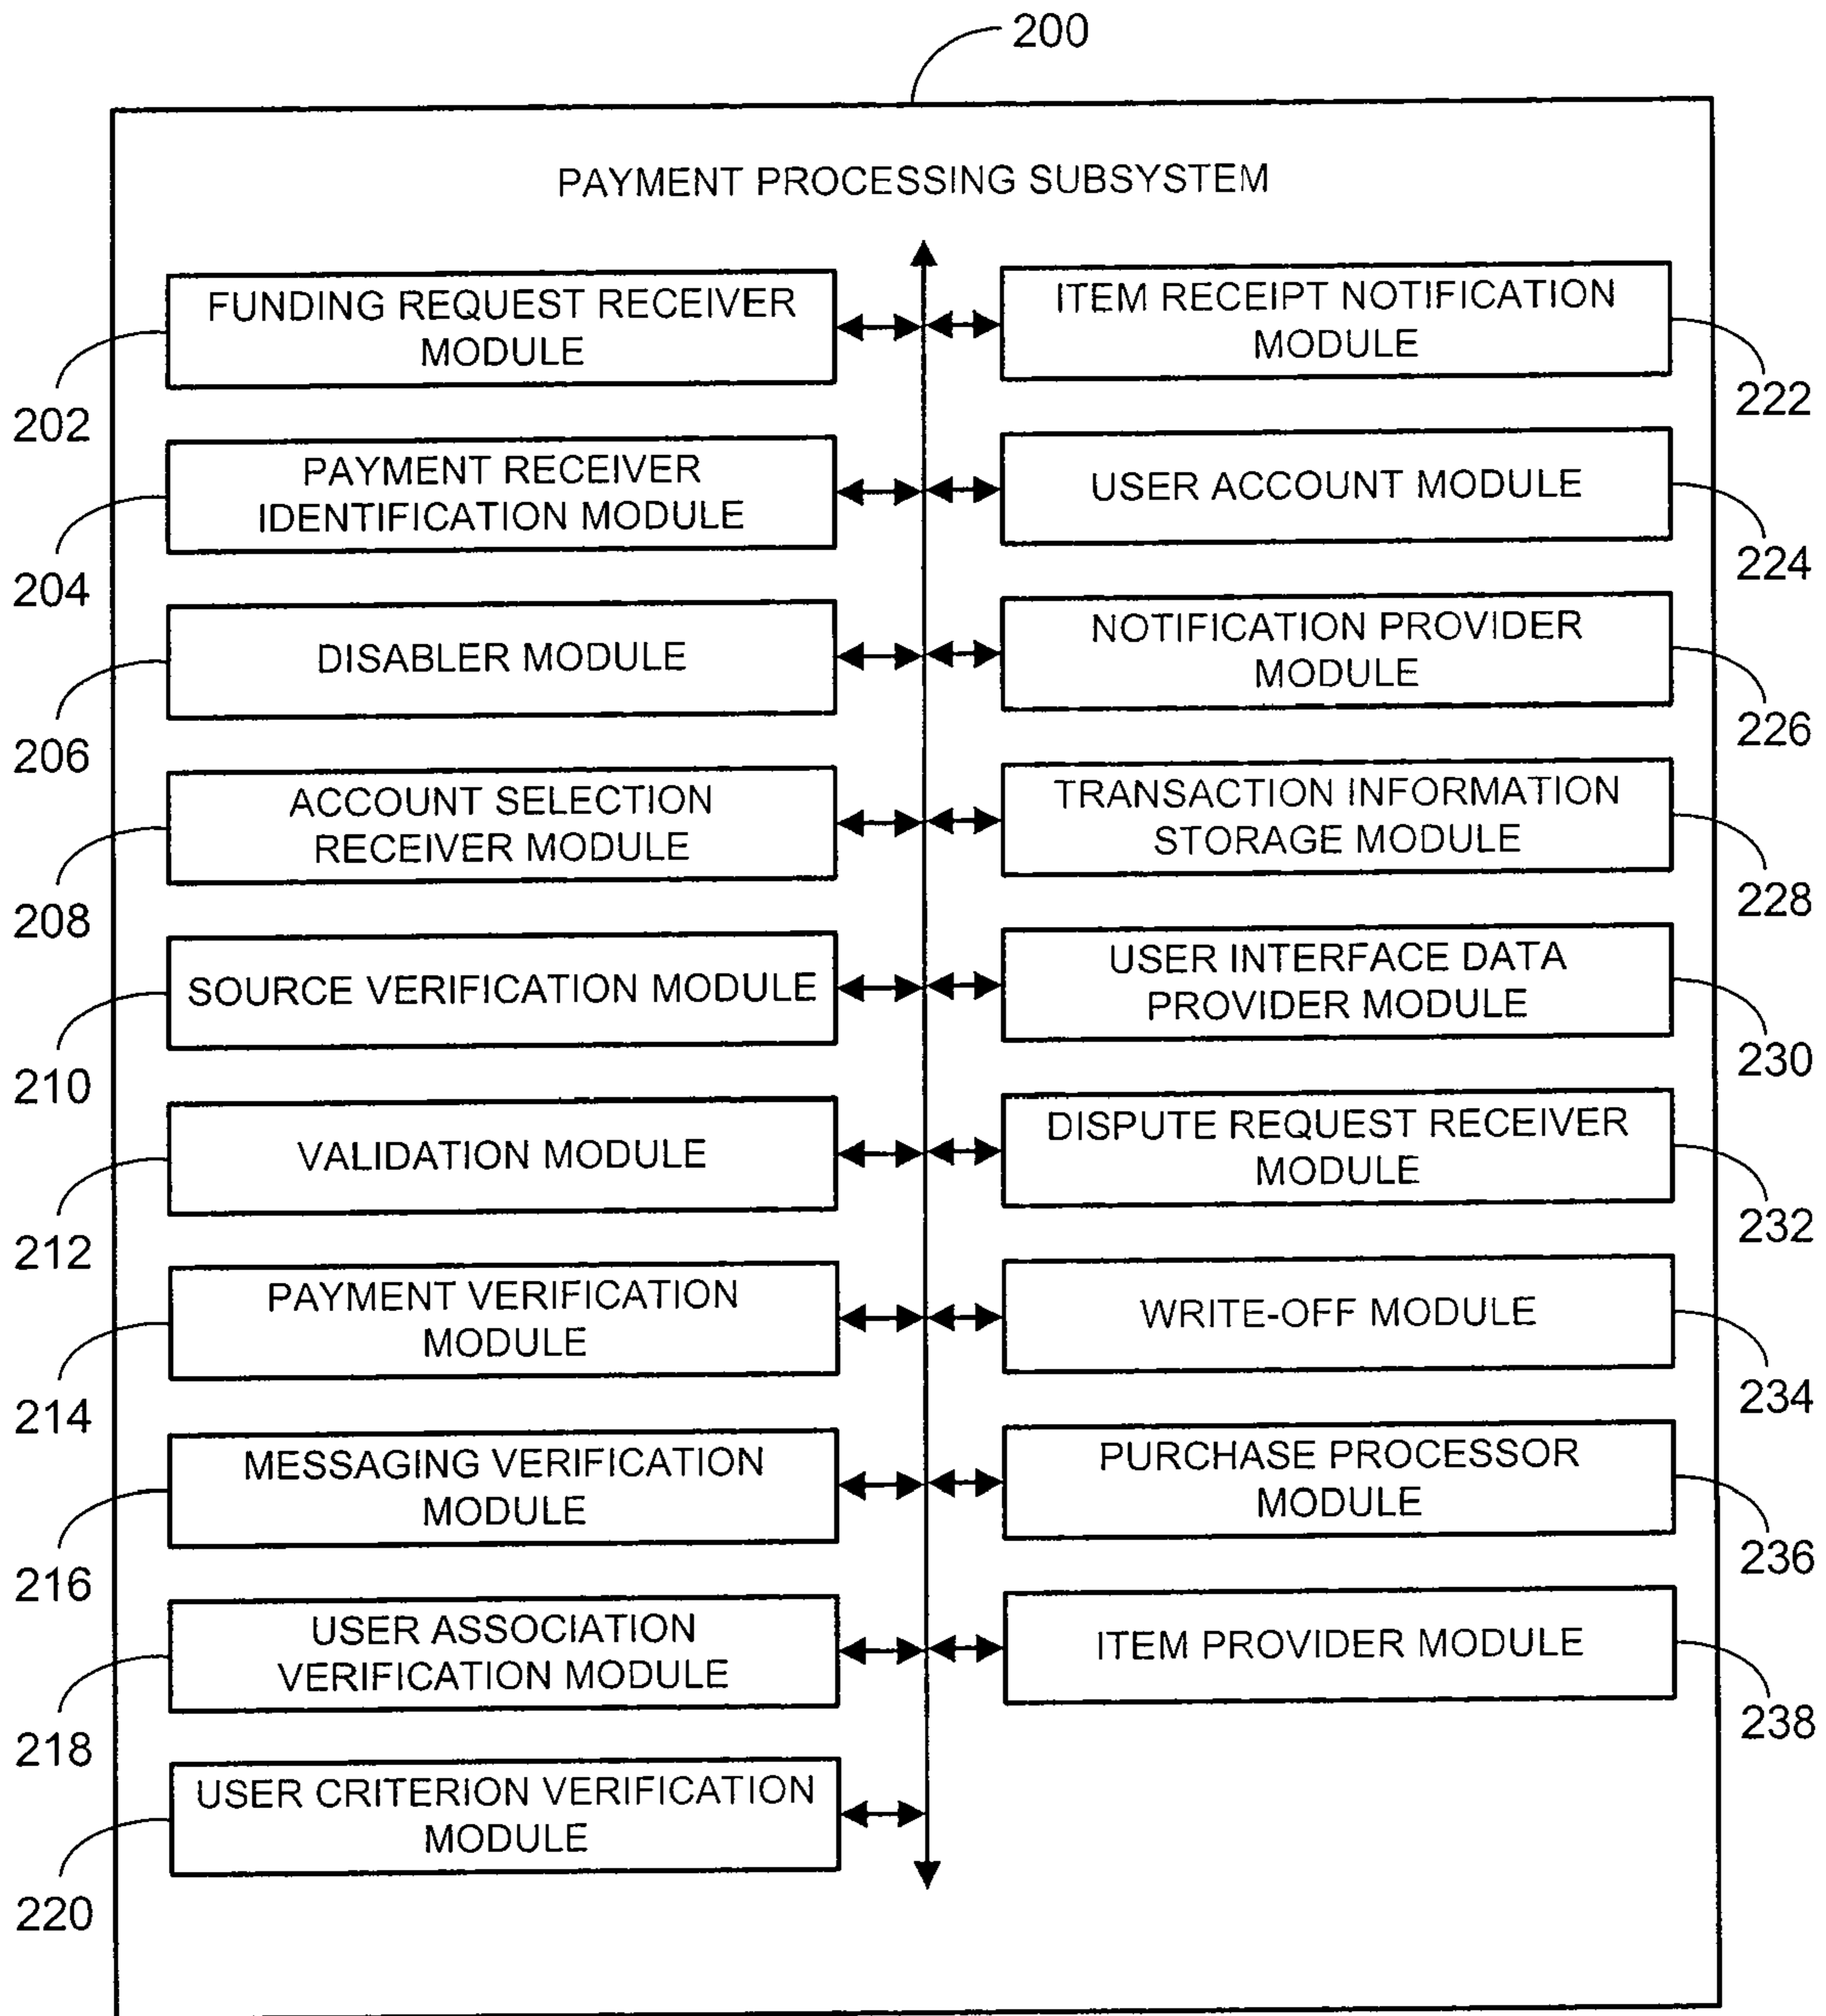 200
PAYMENT PROCESSING SUBSYSTEM
FUNDING REQUEST RECEIVER
MODULE
202
PAYMENT RECEIVER
IDENTIFICATION MODULE
204
DISABLER MODULE
206
ACCOUNT SELECTION
RECEIVER MODULE
208
SOURCE VERIFICATION MODULE
210
VALIDATION MODULE
212
PAYMENT VERIFICATION
MODULE
214
MESSAGING VERIFICATION
MODULE
216
USER ASSOCIATION
VERIFICATION MODULE
218
USER CRITERION VERIFICATION
MODULE
220
ITEM RECEIPT NOTIFICATION
MODULE
222
USER ACCOUNT MODULE
224
NOTIFICATION PROVIDER
MODULE
226
TRANSACTION INFORMATION
STORAGE MODULE
228
USER INTERFACE DATA
PROVIDER MODULE
230
DISPUTE REQUEST RECEIVER
MODULE
232
WRITE-OFF MODULE
234
PURCHASE PROCESSOR
MODULE
236
ITEM PROVIDER MODULE
238